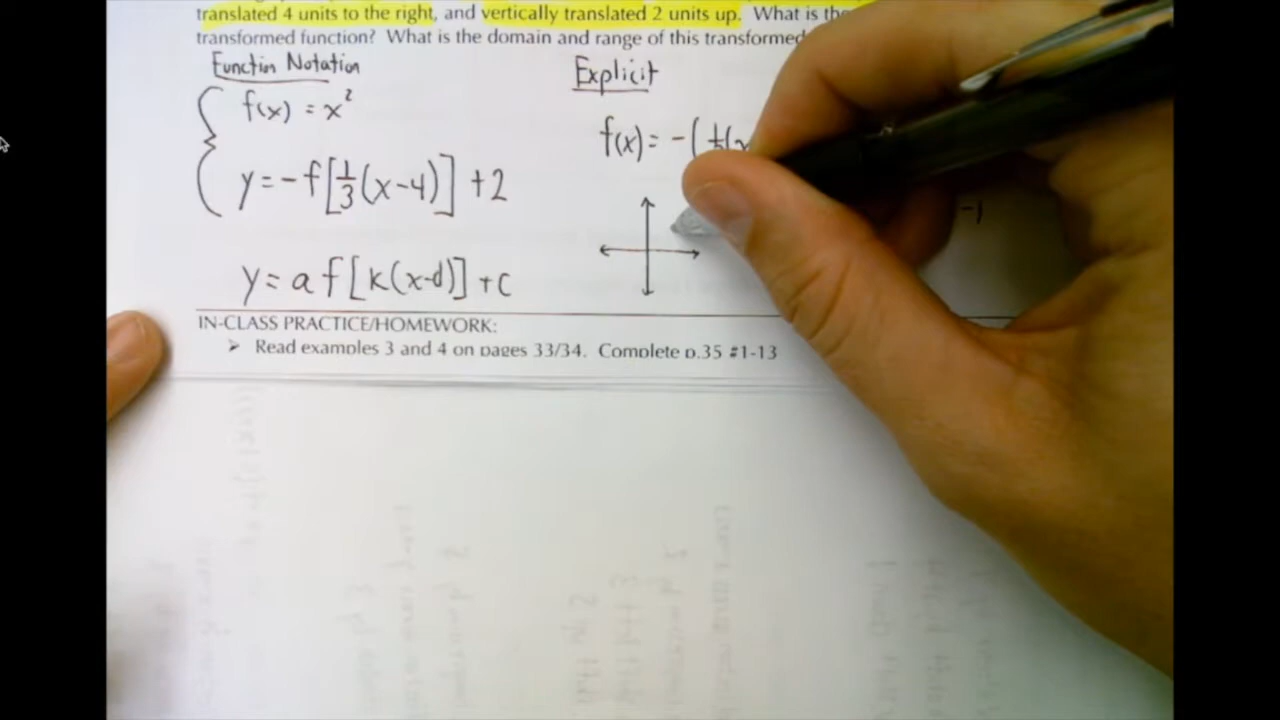 translated 4 units to the right, and vertically translated 2 units up. What is the
transformed function? What is the domain and range of this transformed
Function Notation
f(x) = x²
y = -f[1/3(x-4)] + 2
y = a f[k(x-d)] + c
Explicit
f(x) = -(
-1
IN-CLASS PRACTICE/HOMEWORK:
➤ Read examples 3 and 4 on pages 33/34. Complete p.35 #1-13